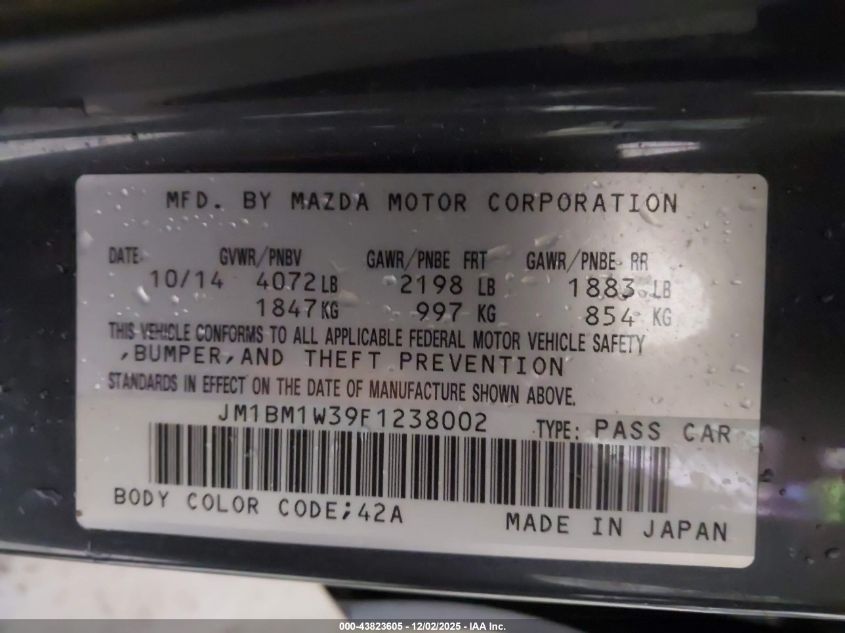 MFD. BY MAZDA MOTOR CORPORATION
DATE GVWR/PNBV GAWR/PNBE FRT GAWR/PNBE RR
10/14 4072 LB 2198 LB 1883 LB
1847 KG 997 KG 854 KG
THIS VEHICLE CONFORMS TO ALL APPLICABLE FEDERAL MOTOR VEHICLE SAFETY
,BUMPER,AND THEFT PREVENTION
STANDARDS IN EFFECT ON THE DATE OF MANUFACTURE SHOWN ABOVE.
JM1BM1W39F1238002 TYPE: PASS CAR
BODY COLOR CODE;42A MADE IN JAPAN
000-43823605 - 12/02/2025 - IAA Inc.